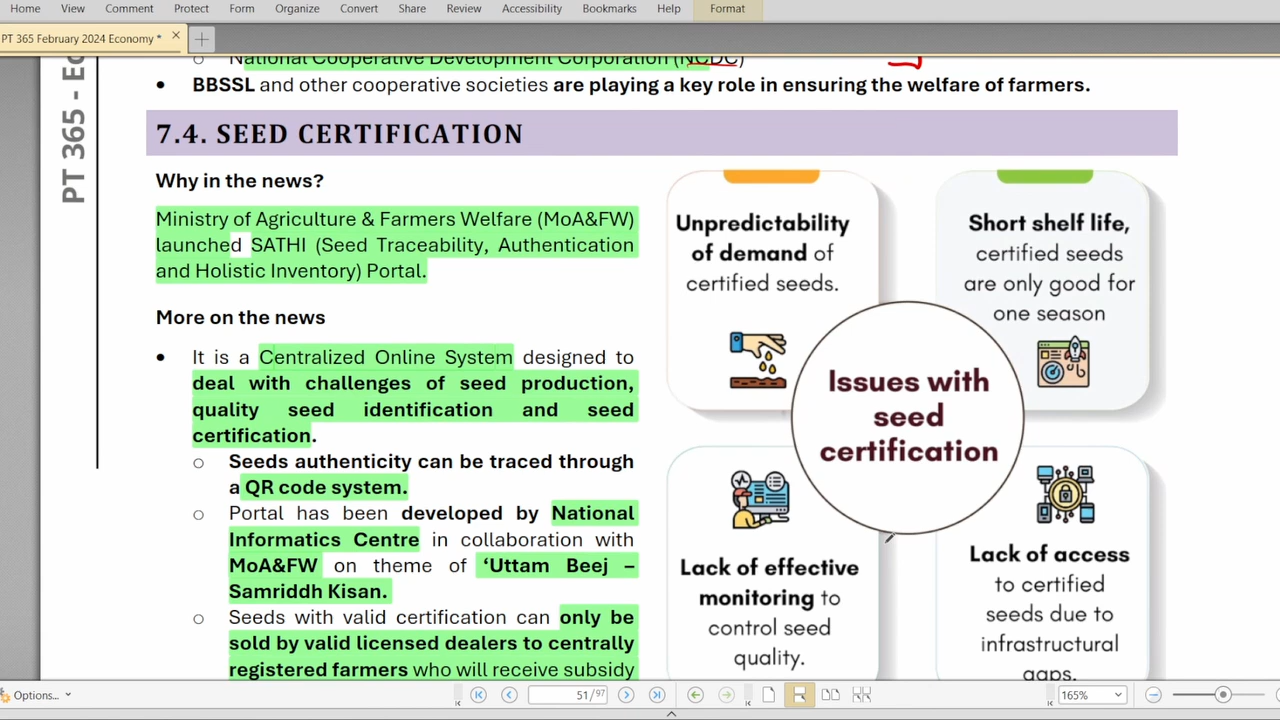 Home View Comment Protect Form Organize Convert Share Review Accessibility Bookmarks Help Format
PT 365 February 2024 Economy *
PT 365 - Ec
National Cooperative Development Corporation (NCDC)
BBSSL and other cooperative societies are playing a key role in ensuring the welfare of farmers.
7.4. SEED CERTIFICATION
Why in the news?
Ministry of Agriculture & Farmers Welfare (MoA&FW)
launched SATHI (Seed Traceability, Authentication
and Holistic Inventory) Portal.
More on the news
It is a Centralized Online System designed to
deal with challenges of seed production,
quality seed identification and seed
certification.
Seeds authenticity can be traced through
a QR code system.
Portal has been developed by National
Informatics Centre in collaboration with
MoA&FW on theme of ‘Uttam Beej –
Samriddh Kisan.
Seeds with valid certification can only be
sold by valid licensed dealers to centrally
registered farmers who will receive subsidy
Unpredictability
of demand of
certified seeds.
Short shelf life,
certified seeds
are only good for
one season
Issues with
seed
certification
Lack of effective
monitoring to
control seed
quality.
Lack of access
to certified
seeds due to
infrastructural
gaps.
Options...
51 / 97
165%